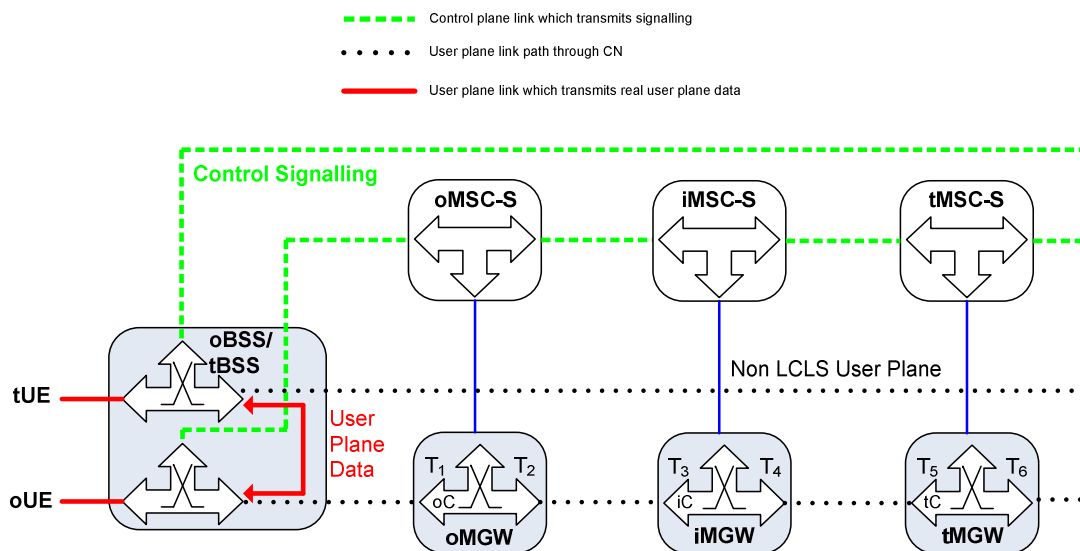 Control plane link which transmits signalling
User plane link path through CN
User plane link which transmits real user plane data
Control Signalling
oMSC-S
iMSC-S
tMSC-S
oBSS/
tBSS
Non LCLS User Plane
tUE
User
Plane
Data
T1
T2
T3
T4
T5
T6
oUE
oC
iC
tC
oMGW
iMGW
tMGW